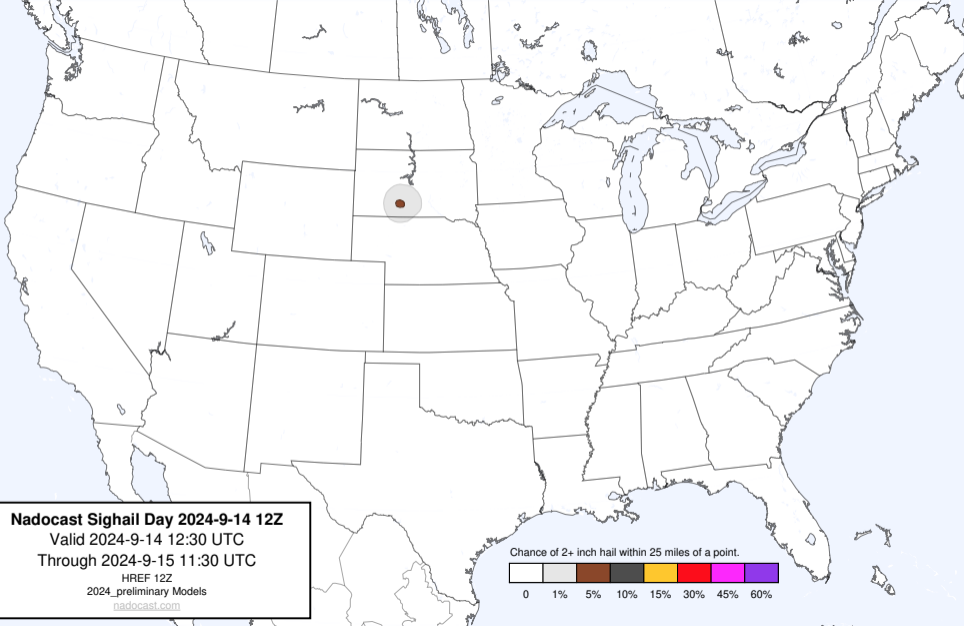 Nadocast Sighail Day 2024-9-14 12Z
Valid 2024-9-14 12:30 UTC
Through 2024-9-15 11:30 UTC
HREF 12Z
2024_preliminary Models
nadocast.com
Chance of 2+ inch hail within 25 miles of a point.
0 1% 5% 10% 15% 30% 45% 60%